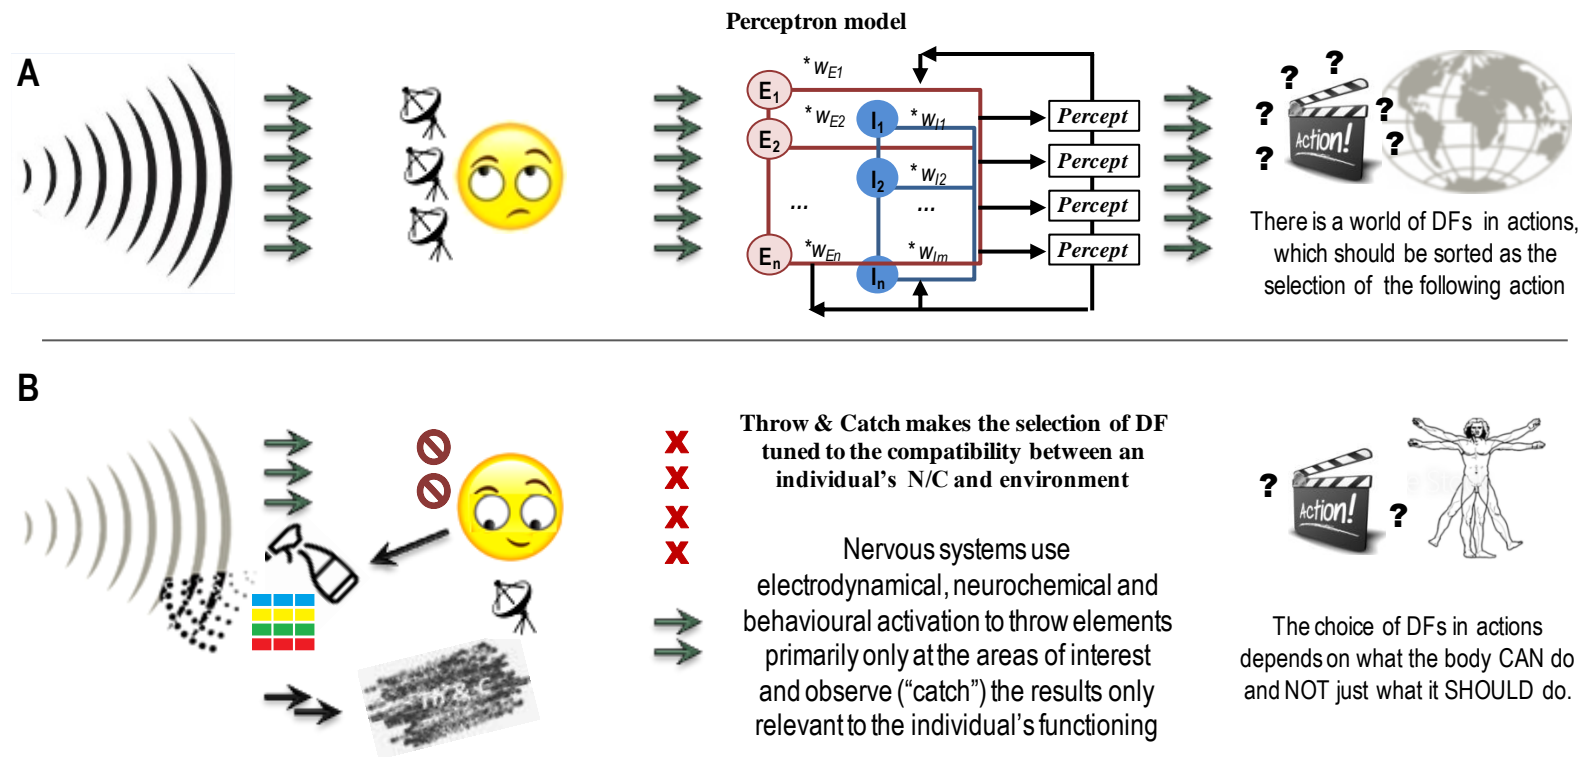 Perceptron model
A
* wE1
E1
* wE2
I1
* wI1
Percept
E2
Percept
I2
* wI2
...
...
Percept
*wEn
*wIm
Percept
En
In
? ? ? ? ? ?
Action!
There is a world of DFs in actions,
which should be sorted as the
selection of the following action
B
Throw & Catch makes the selection of DF
tuned to the compatibility between an
individual's N/C and environment
X
X
X
X
Nervous systems use
electrodynamical, neurochemical and
behavioural activation to throw elements
primarily only at the areas of interest
and observe ("catch") the results only
relevant to the individual's functioning
? ?
Action!
The choice of DFs in actions
depends on what the body CAN do
and NOT just what it SHOULD do.